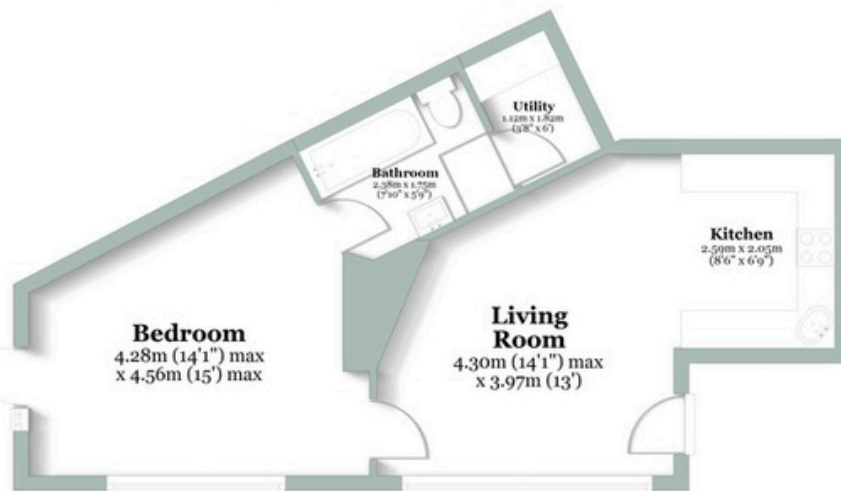 Utility
1.12m x 1.82m
(3'8" x 6')
Bathroom
2.38m x 1.75m
(7'10" x 5'9")
Kitchen
2.59m x 2.05m
(8'6" x 6'9")
Bedroom
4.28m (14'1") max
x 4.56m (15') max
Living
Room
4.30m (14'1") max
x 3.97m (13')